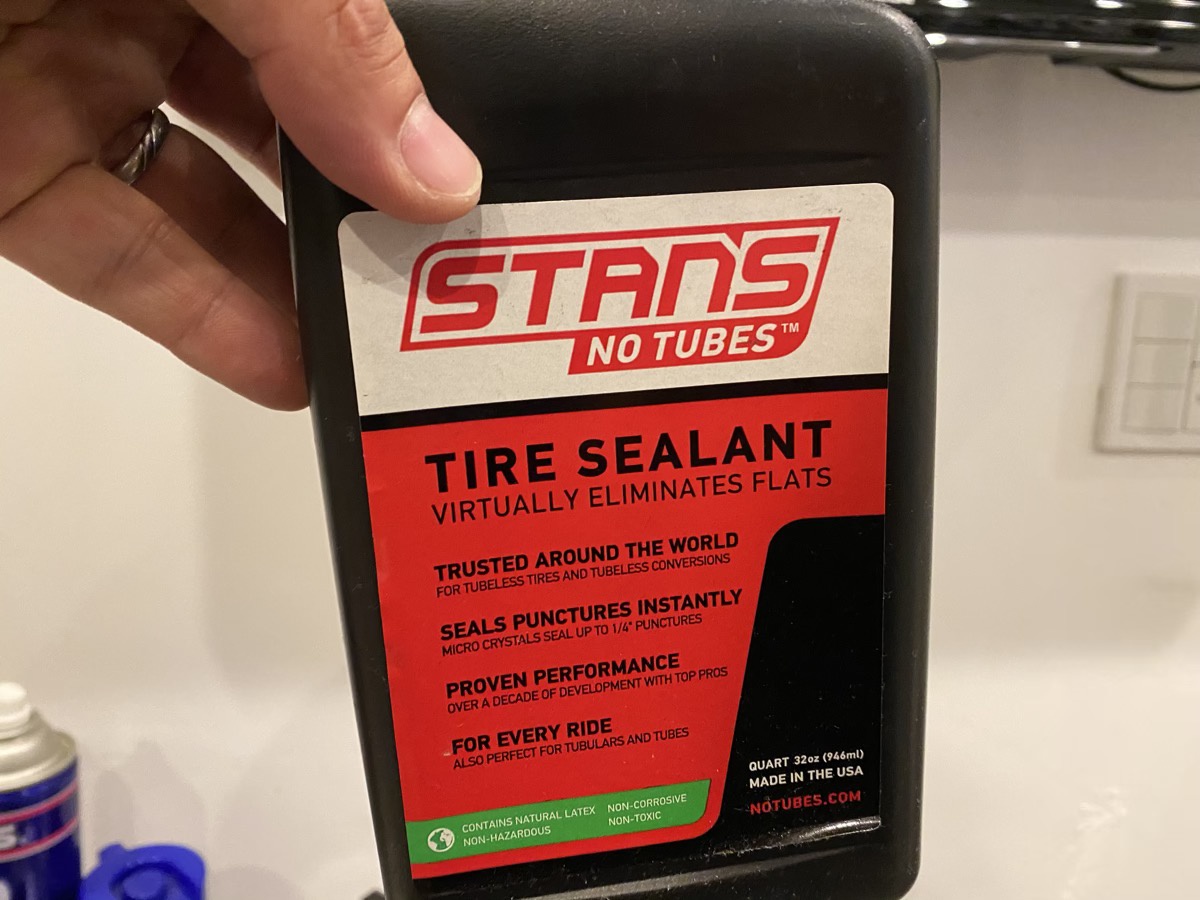 STAN'S
NO TUBES™
TIRE SEALANT
VIRTUALLY ELIMINATES FLATS
TRUSTED AROUND THE WORLD
FOR TUBELESS TIRES AND TUBELESS CONVERSIONS
SEALS PUNCTURES INSTANTLY
MICRO CRYSTALS SEAL UP TO 1/4" PUNCTURES
PROVEN PERFORMANCE
OVER A DECADE OF DEVELOPMENT WITH TOP PROS
FOR EVERY RIDE
ALSO PERFECT FOR TUBULARS AND TUBES
CONTAINS NATURAL LATEX NON-CORROSIVE
NON-HAZARDOUS NON-TOXIC
QUART 32oz (946ml)
MADE IN THE USA
NOTUBES.COM